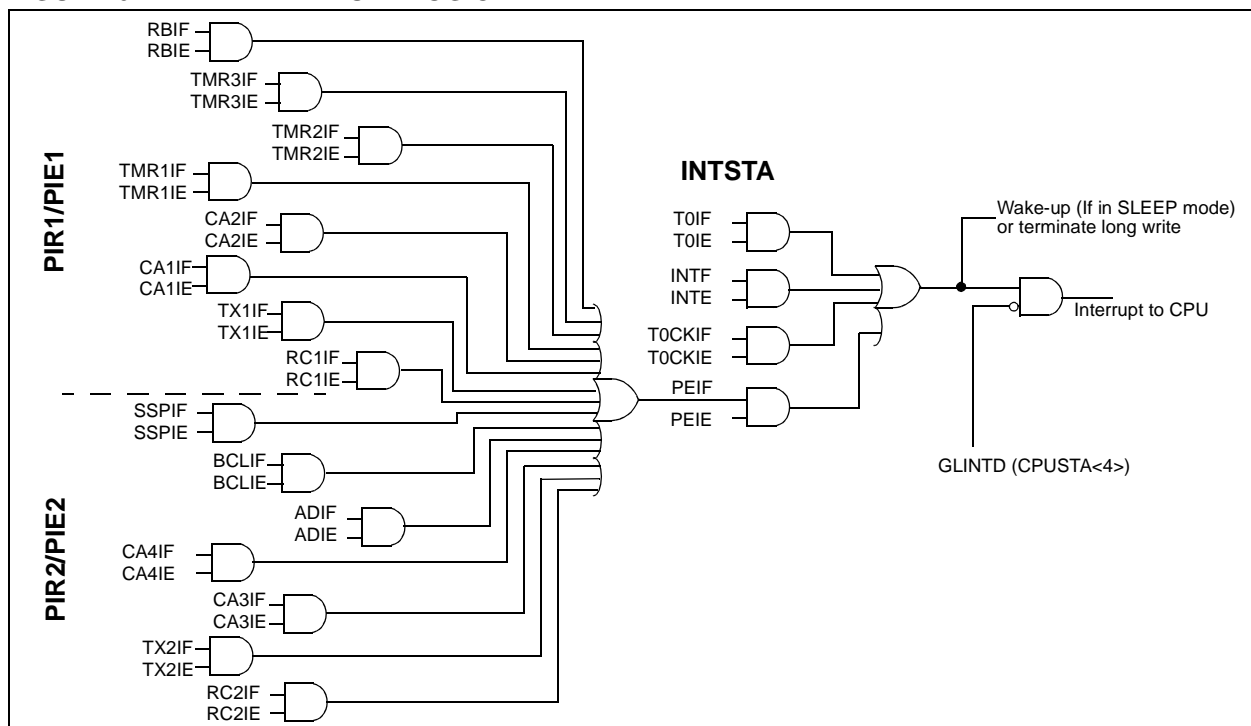 RBIF
RBIE
TMR3IF
TMR3IE
TMR2IF
TMR2IE
TMR1IF
TMR1IE
CA2IF
CA2IE
CA1IF
CA1IE
TX1IF
TX1IE
RC1IF
RC1IE
PIR1/PIE1
SSPIF
SSPIE
BCLIF
BCLIE
ADIF
ADIE
CA4IF
CA4IE
CA3IF
CA3IE
TX2IF
TX2IE
RC2IF
RC2IE
PIR2/PIE2
INTSTA
T0IF
T0IE
INTF
INTE
T0CKIF
T0CKIE
PEIF
PEIE
Wake-up (If in SLEEP mode)
or terminate long write
Interrupt to CPU
GLINTD (CPUSTA<4>)